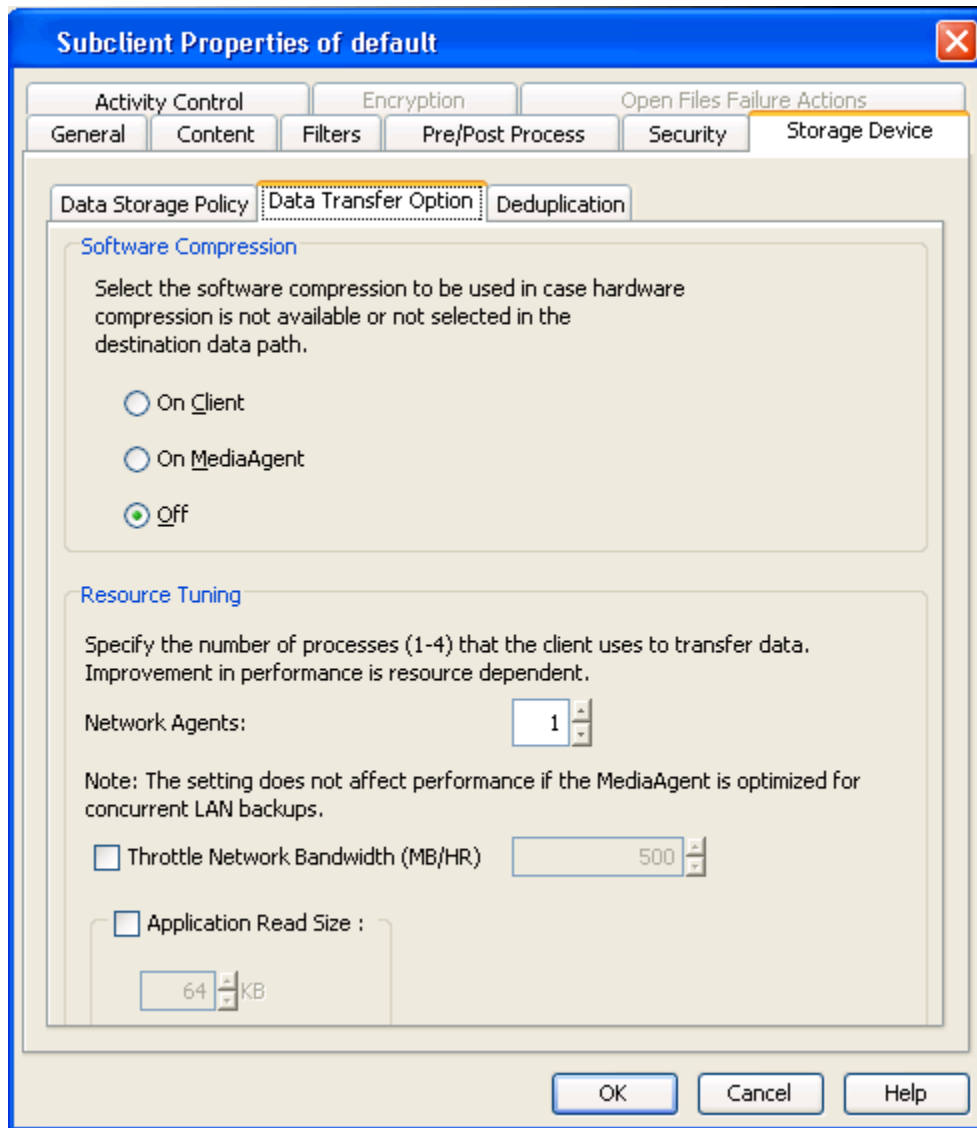 Subclient Properties of default
Activity Control Encryption Open Files Failure Actions
General Content Filters Pre/Post Process Security Storage Device
Data Storage Policy Data Transfer Option Deduplication
Software Compression
Select the software compression to be used in case hardware
compression is not available or not selected in the
destination data path.
On Client
On MediaAgent
Off
Resource Tuning
Specify the number of processes (1-4) that the client uses to transfer data.
Improvement in performance is resource dependent.
Network Agents: 1
Note: The setting does not affect performance if the MediaAgent is optimized for
concurrent LAN backups.
Throttle Network Bandwidth (MB/HR) 500
Application Read Size :
64 KB
OK Cancel Help